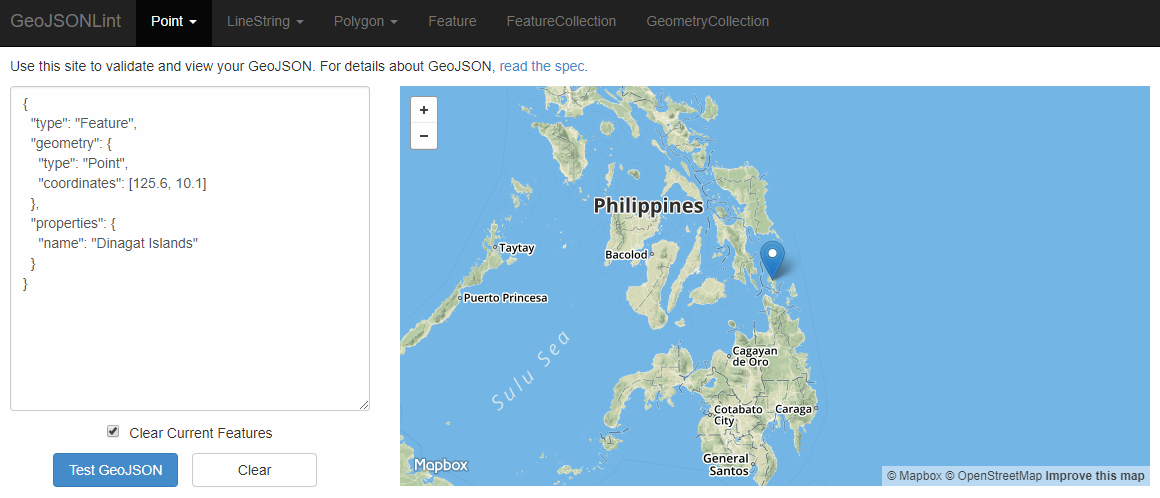 GeoJSONLint Point LineString Polygon Feature FeatureCollection GeometryCollection
Use this site to validate and view your GeoJSON. For details about GeoJSON, read the spec.
{
"type": "Feature",
"geometry": {
"type": "Point",
"coordinates": [125.6, 10.1]
},
"properties": {
"name": "Dinagat Islands"
}
}
Clear Current Features
Test GeoJSON Clear
+
−
Philippines
Taytay
Bacolod
Puerto Princesa
Sulu Sea
Cagayan
de Oro
Cotabato
City
Caraga
General
Santos
Mapbox
© Mapbox © OpenStreetMap Improve this map